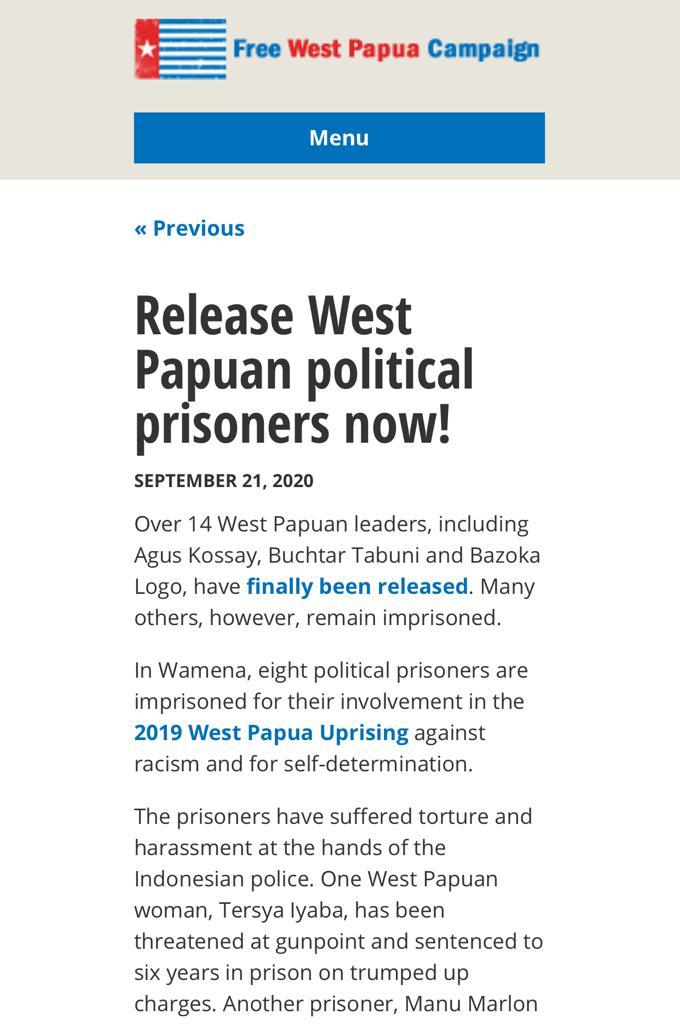 Free West Papua Campaign
Menu
« Previous
Release West
Papuan political
prisoners now!
SEPTEMBER 21, 2020
Over 14 West Papuan leaders, including
Agus Kossay, Buchtar Tabuni and Bazoka
Logo, have finally been released. Many
others, however, remain imprisoned.
In Wamena, eight political prisoners are
imprisoned for their involvement in the
2019 West Papua Uprising against
racism and for self-determination.
The prisoners have suffered torture and
harassment at the hands of the
Indonesian police. One West Papuan
woman, Tersya Iyaba, has been
threatened at gunpoint and sentenced to
six years in prison on trumped up
charges. Another prisoner, Manu Marlon